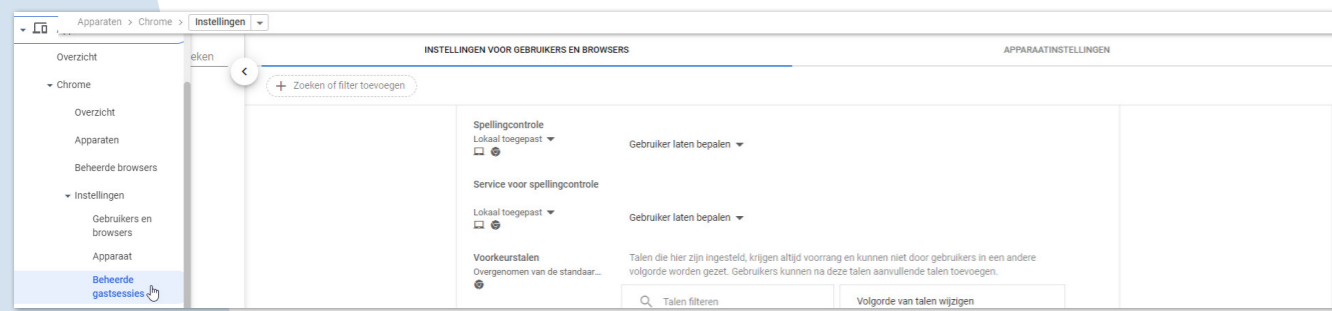 Apparaten > Chrome > Instellingen
Overzicht
Chrome
Overzicht
Apparaten
Beheerde browsers
Instellingen
Gebruikers en
browsers
Apparaat
Beheerde
gastsessies
eken
INSTELLINGEN VOOR GEBRUIKERS EN BROWSERS
APPARAATINSTELLINGEN
+ Zoeken of filter toevoegen
Spellingcontrole
Lokaal toegepast
Gebruiker laten bepalen
Service voor spellingcontrole
Lokaal toegepast
Gebruiker laten bepalen
Voorkeurstalen
Overgenomen van de standaar...
Talen die hier zijn ingesteld, krijgen altijd voorrang en kunnen niet door gebruikers in een andere
volgorde worden gezet. Gebruikers kunnen na deze talen aanvullende talen toevoegen.
Talen filteren
Volgorde van talen wijzigen